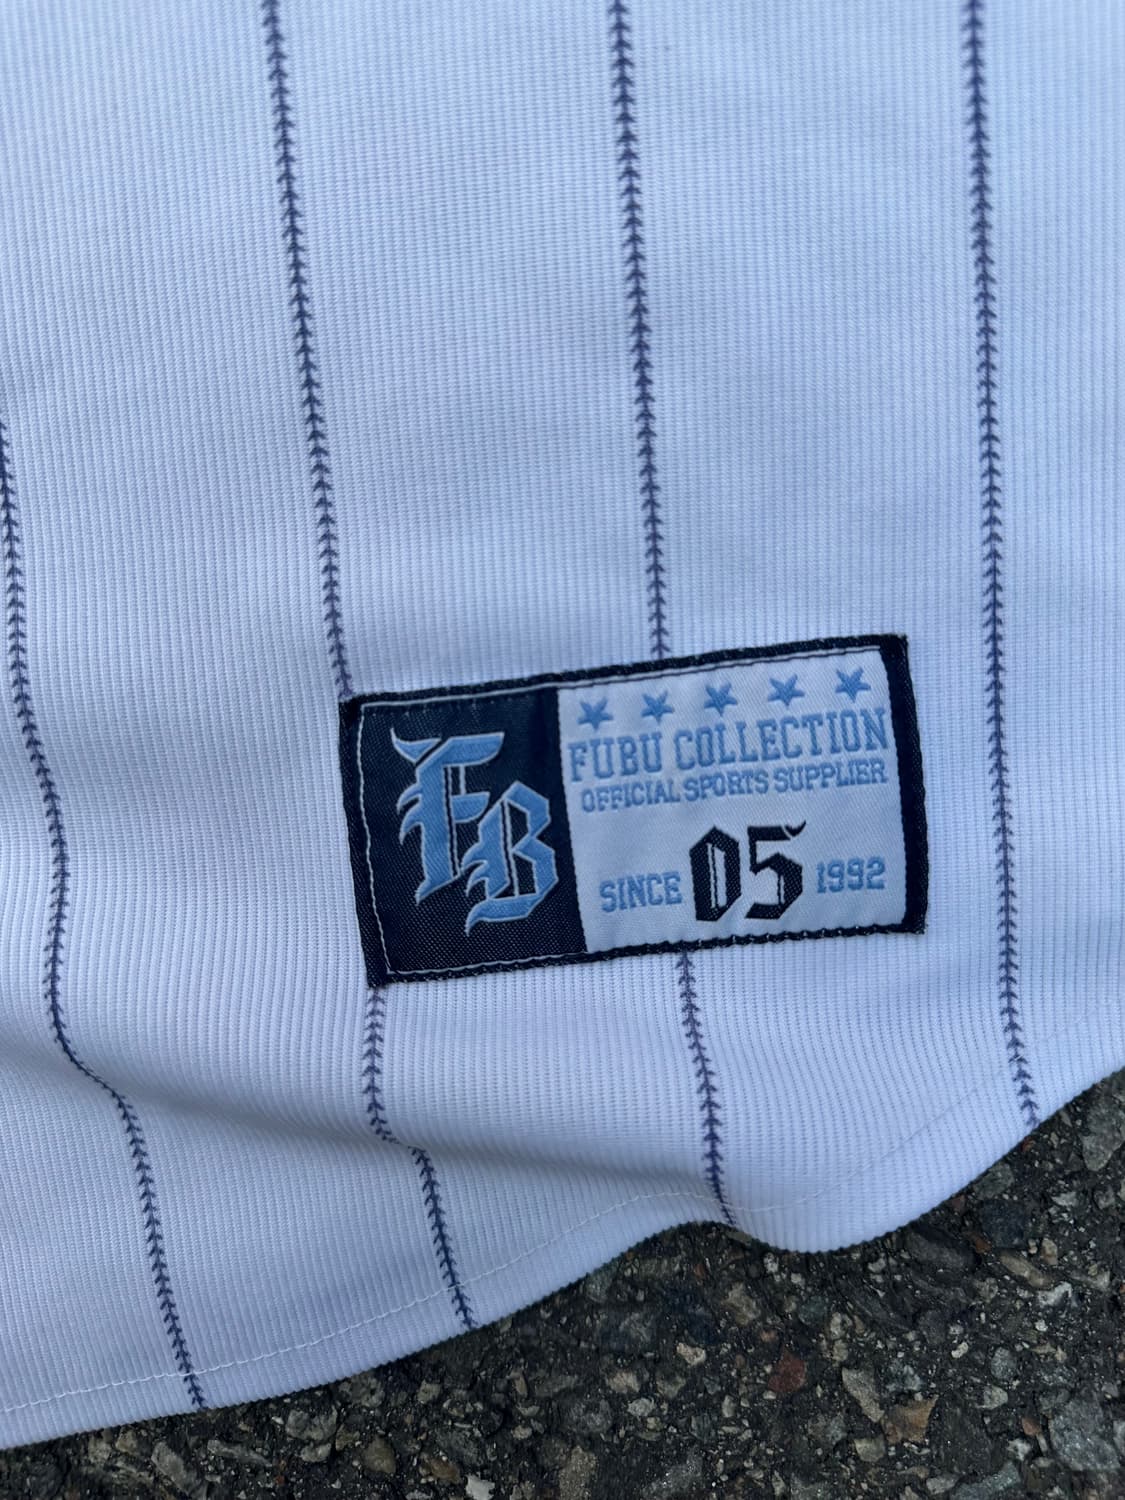 FB
FUBU COLLECTION
OFFICIAL SPORTS SUPPLIER
SINCE 05 1992